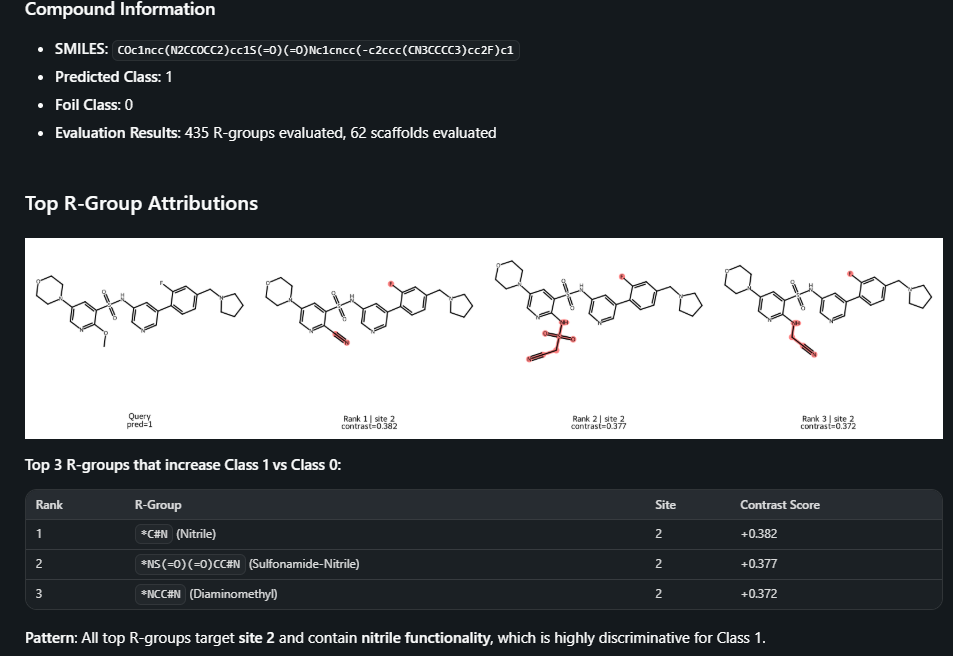 Compound Information
SMILES: COc1ncc(N2CCOCC2)cc1S(=O)(=O)Nc1cncc(-c2ccc(CN3CCCC3)cc2F)c1
Predicted Class: 1
Foil Class: 0
Evaluation Results: 435 R-groups evaluated, 62 scaffolds evaluated
Top R-Group Attributions
Query
pred=1
Rank 1 | site 2
contrast=0.382
Rank 2 | site 2
contrast=0.377
Rank 3 | site 2
contrast=0.372
Top 3 R-groups that increase Class 1 vs Class 0:
Rank R-Group Site Contrast Score
1 *C#N (Nitrile) 2 +0.382
2 *NS(=O)(=O)CC#N (Sulfonamide-Nitrile) 2 +0.377
3 *NCC#N (Diaminomethyl) 2 +0.372
Pattern: All top R-groups target site 2 and contain nitrile functionality, which is highly discriminative for Class 1.